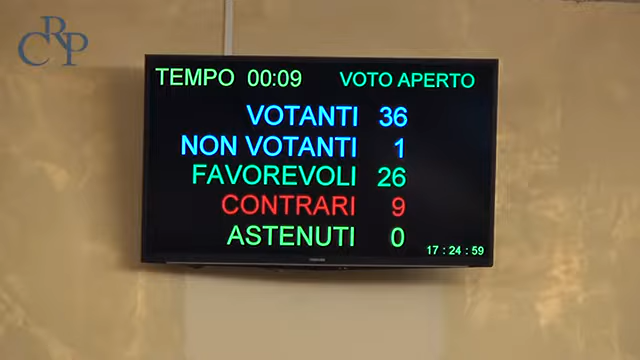 CRP
TEMPO 00:09 VOTO APERTO
VOTANTI 36
NON VOTANTI 1
FAVOREVOLI 26
CONTRARI 9
ASTENUTI 0
17:24:59
TOSHIBA